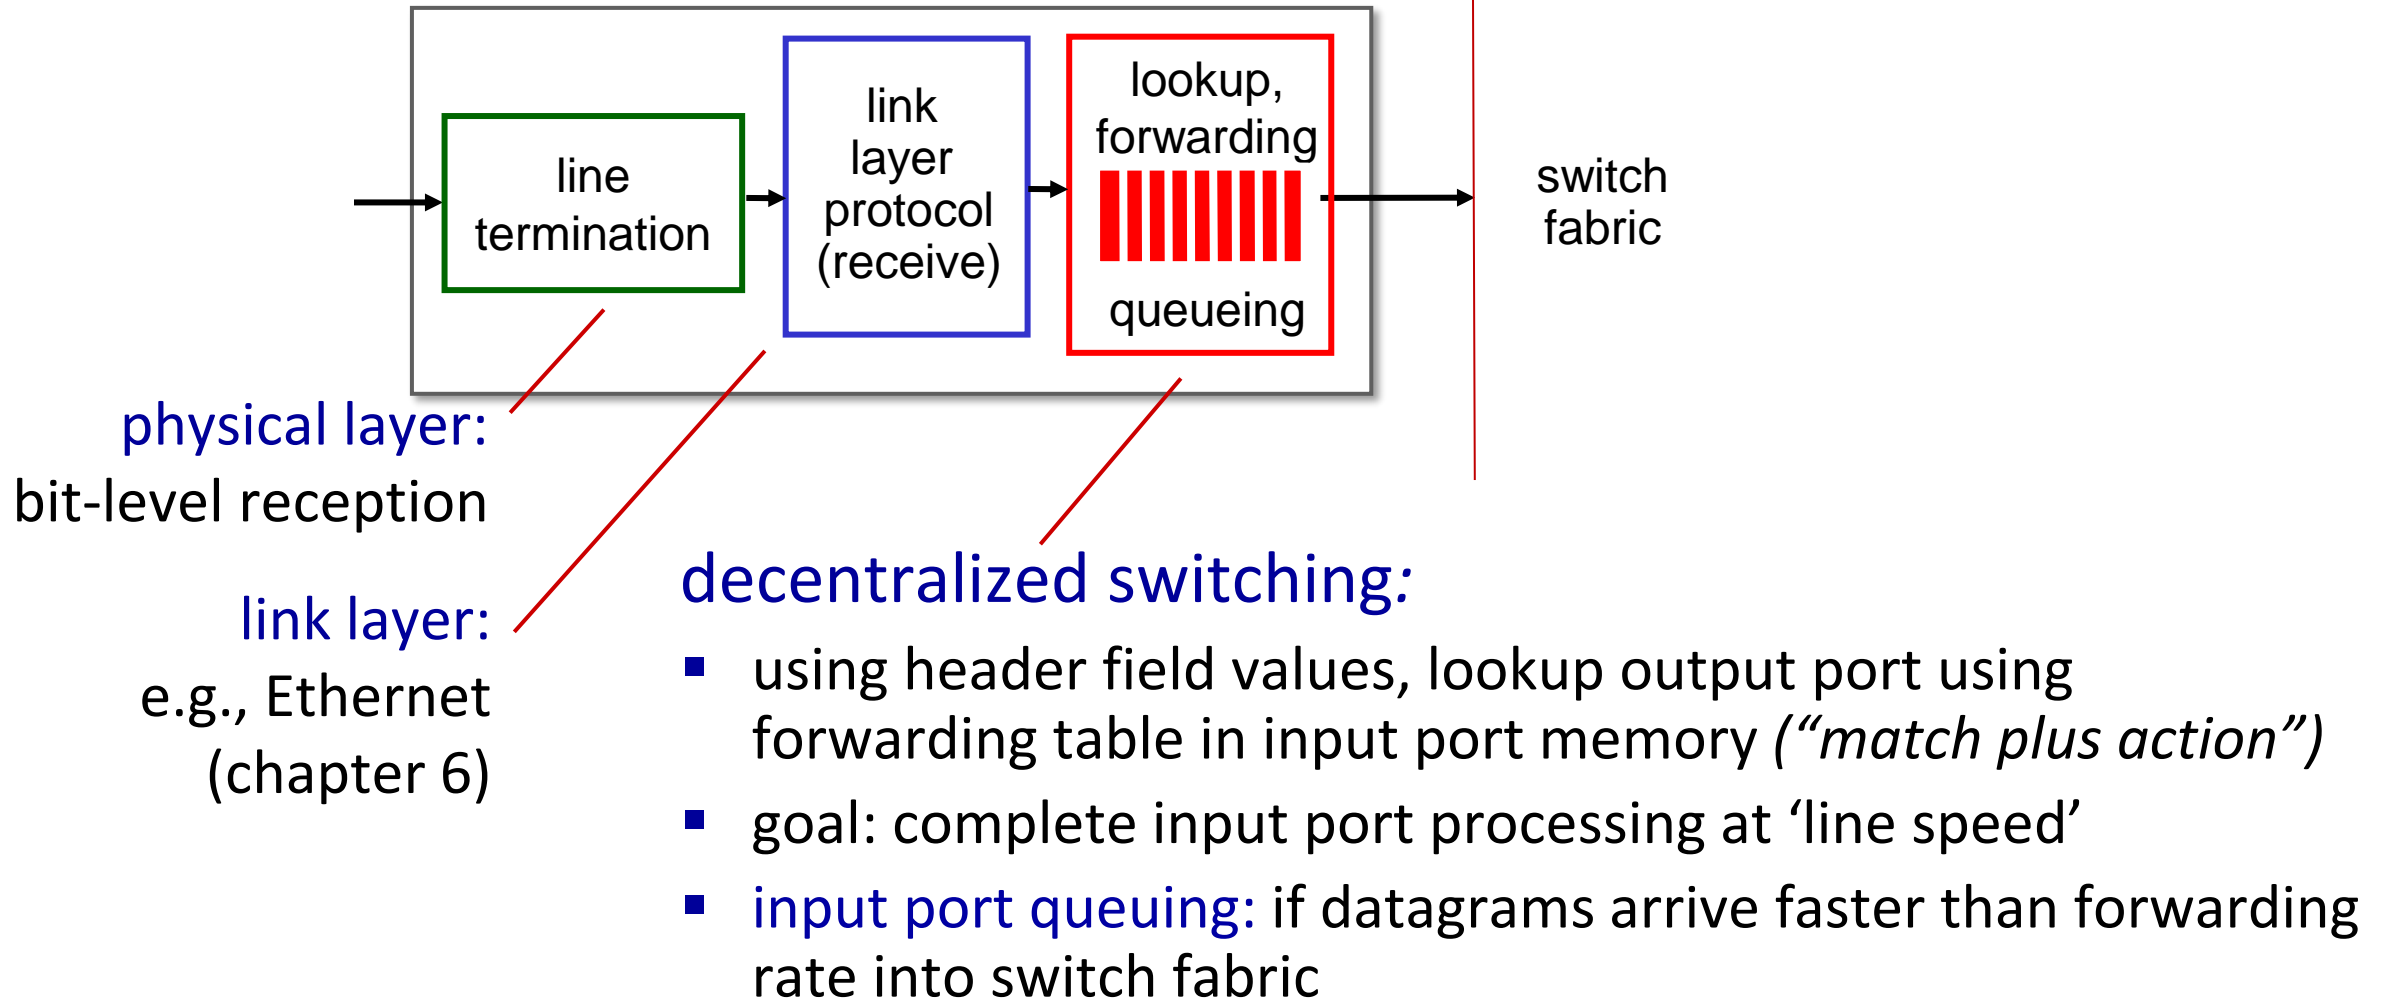 line
termination
link
layer
protocol
(receive)
lookup,
forwarding
queueing
switch
fabric
physical layer:
bit-level reception
link layer:
e.g., Ethernet
(chapter 6)
decentralized switching:
▪ using header field values, lookup output port using
forwarding table in input port memory (“match plus action”)
▪ goal: complete input port processing at ‘line speed’
▪ input port queuing: if datagrams arrive faster than forwarding
rate into switch fabric